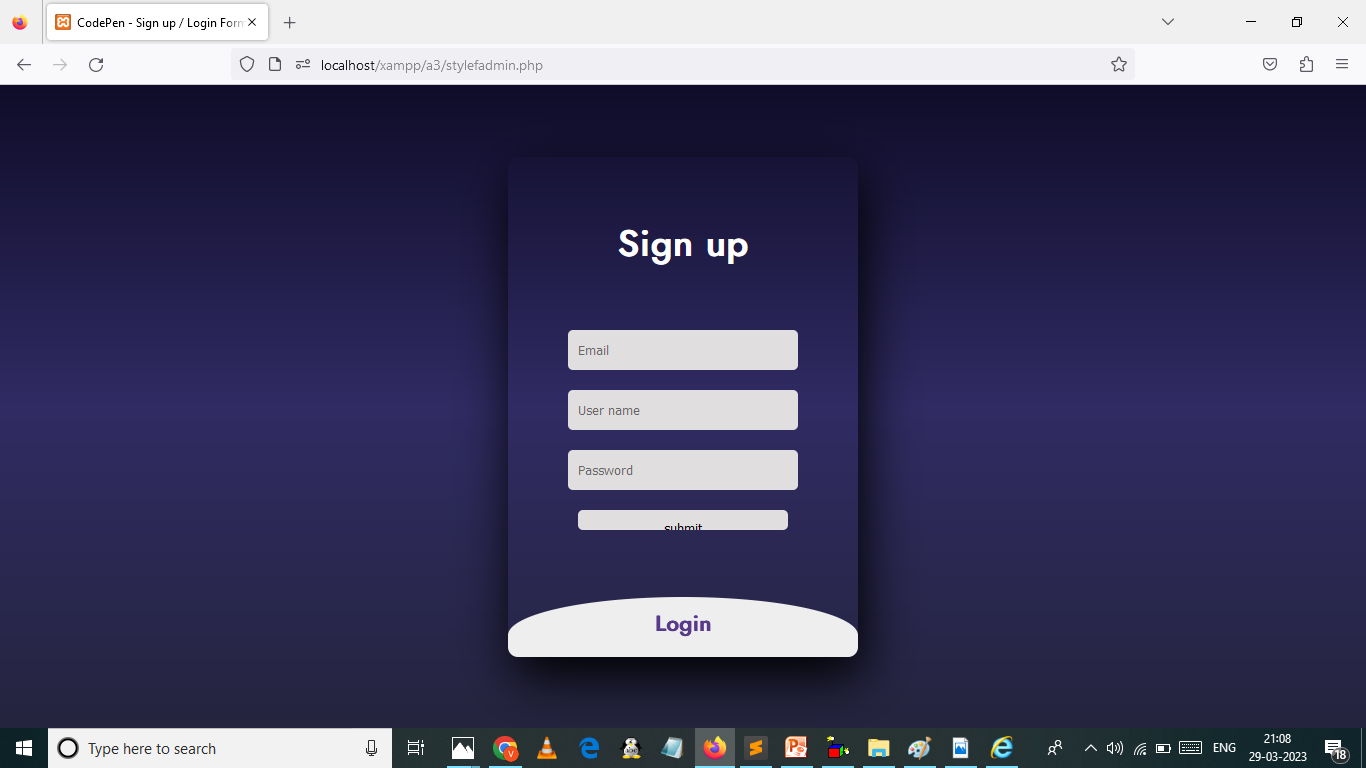 CodePen - Sign up / Login Form
localhost/xampp/a3/stylefadmin.php
Sign up
Email
User name
Password
submit
Login
Type here to search
V
ENG
21:08
29-03-2023
18